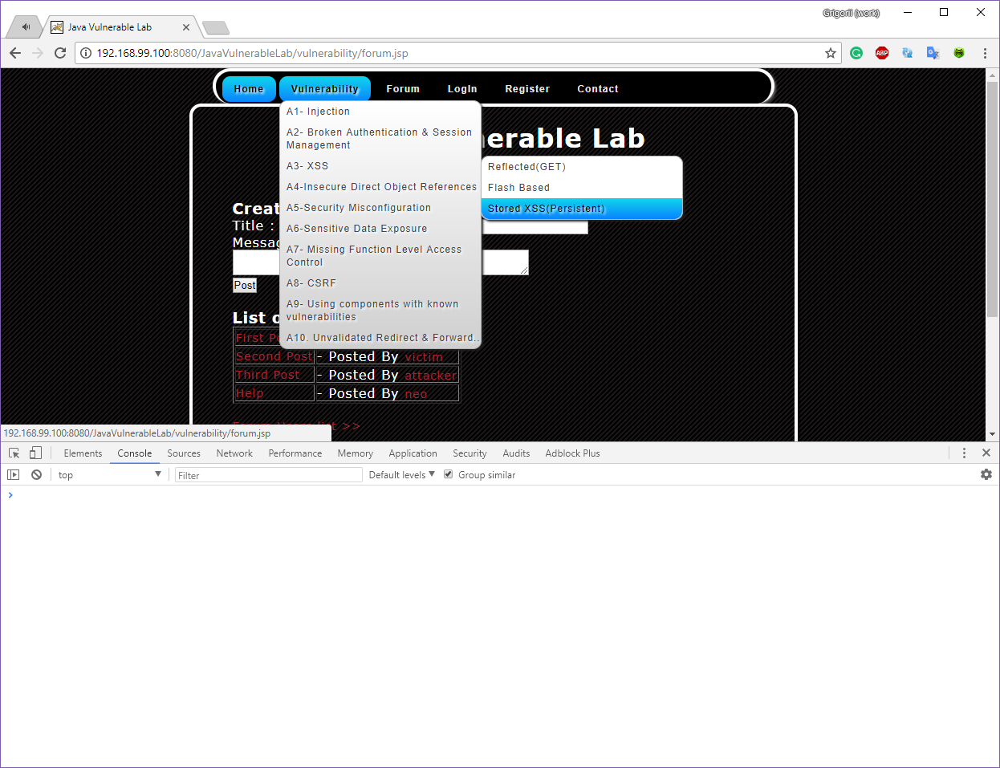 Grigorii (work)
Java Vulnerable Lab
192.168.99.100:8080/JavaVulnerableLab/vulnerability/forum.jsp
ABP
Home Vulnerability Forum LogIn Register Contact
A1- Injection
A2- Broken Authentication & Session
Management
A3- XSS
A4-Insecure Direct Object References
A5-Security Misconfiguration
A6-Sensitive Data Exposure
A7- Missing Function Level Access
Control
A8- CSRF
A9- Using components with known
vulnerabilities
A10. Unvalidated Redirect & Forward..
nerable Lab
Reflected(GET)
Flash Based
Stored XSS(Persistent)
Creat
Title :
Messag
Post
List o
First Po
Second Post - Posted By victim
Third Post - Posted By attacker
Help - Posted By neo
list >>
192.168.99.100:8080/JavaVulnerableLab/vulnerability/forum.jsp
Elements Console Sources Network Performance Memory Application Security Audits Adblock Plus
top Filter Default levels Group similar